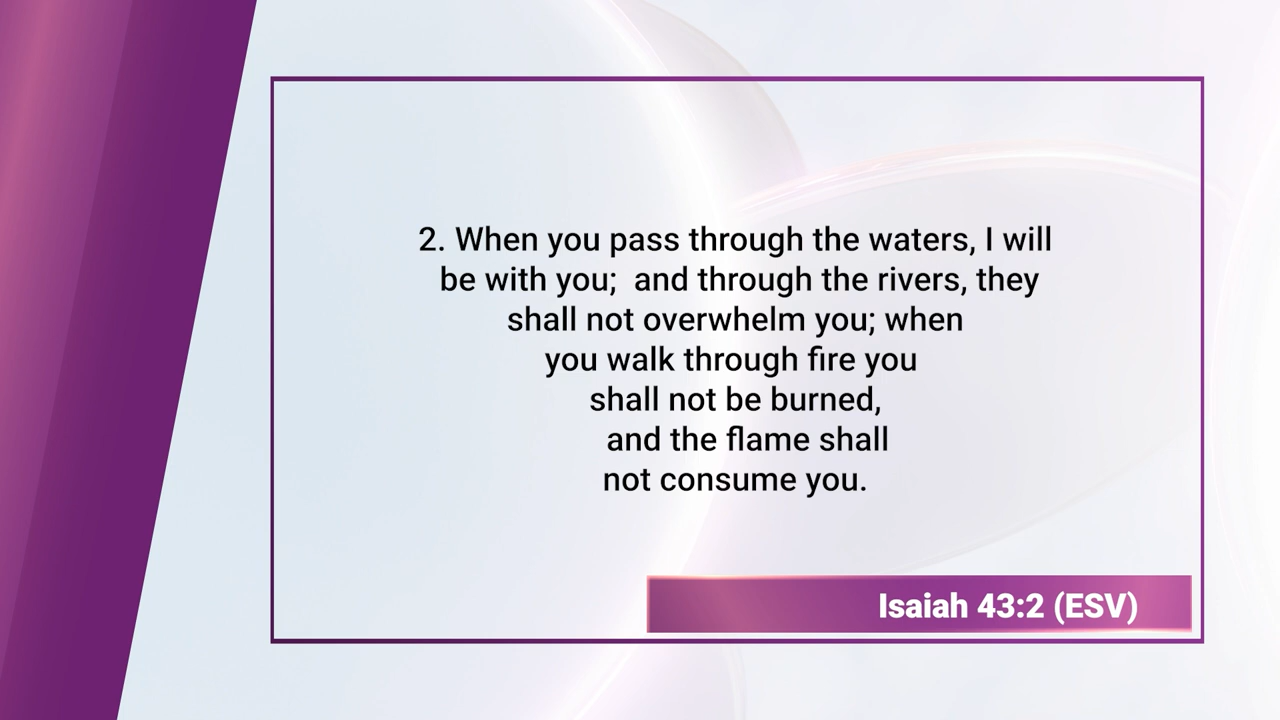 2. When you pass through the waters, I will
be with you;  and through the rivers, they
shall not overwhelm you; when
you walk through fire you
shall not be burned,
and the flame shall
not consume you.
Isaiah 43:2 (ESV)